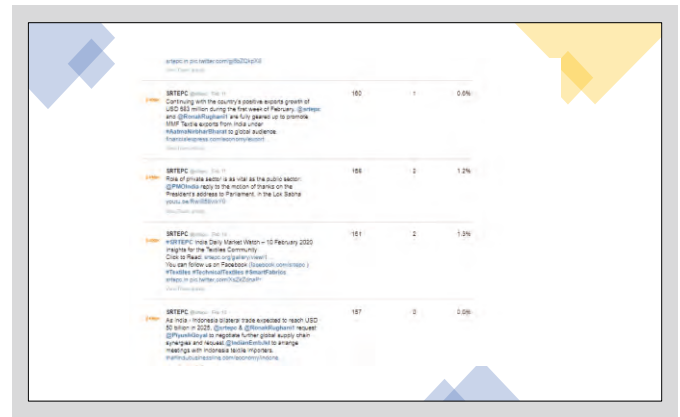 SRTEPC
Continuing with the country's positive exports growth of
USD 583 million during the first week of February, @srtepc
and @RonakRughani1 are fully geared up to promote
MMF Textile exports from India under
#AatmaNirbharBharat to global audience.
financialexpress.com/economy/export...
160 1 0.6%
SRTEPC
Role of private sector is as vital as the public sector:
@PMOIndia reply to the motion of thanks on the
President's address to Parliament, in the Lok Sabha
2 1.2%
SRTEPC
#SRTEPC India Daily Market Watch – 10 February 2020
Insights for the Textiles Community
Click to Read: srtepc.org/gallery/view/1...
You can follow us on Facebook (facebook.com/srtepc )
#Textiles #TechnicalTextiles #SmartFabrics
151 2 1.3%
SRTEPC
As India - Indonesia bilateral trade expected to reach USD
50 billion in 2025, @srtepc & @RonakRughani1 request
@PiyushGoyal to negotiate further global supply chain
synergies and request @IndianEmbJkt to arrange
meetings with Indonesia textile importers.
157 0 0.0%